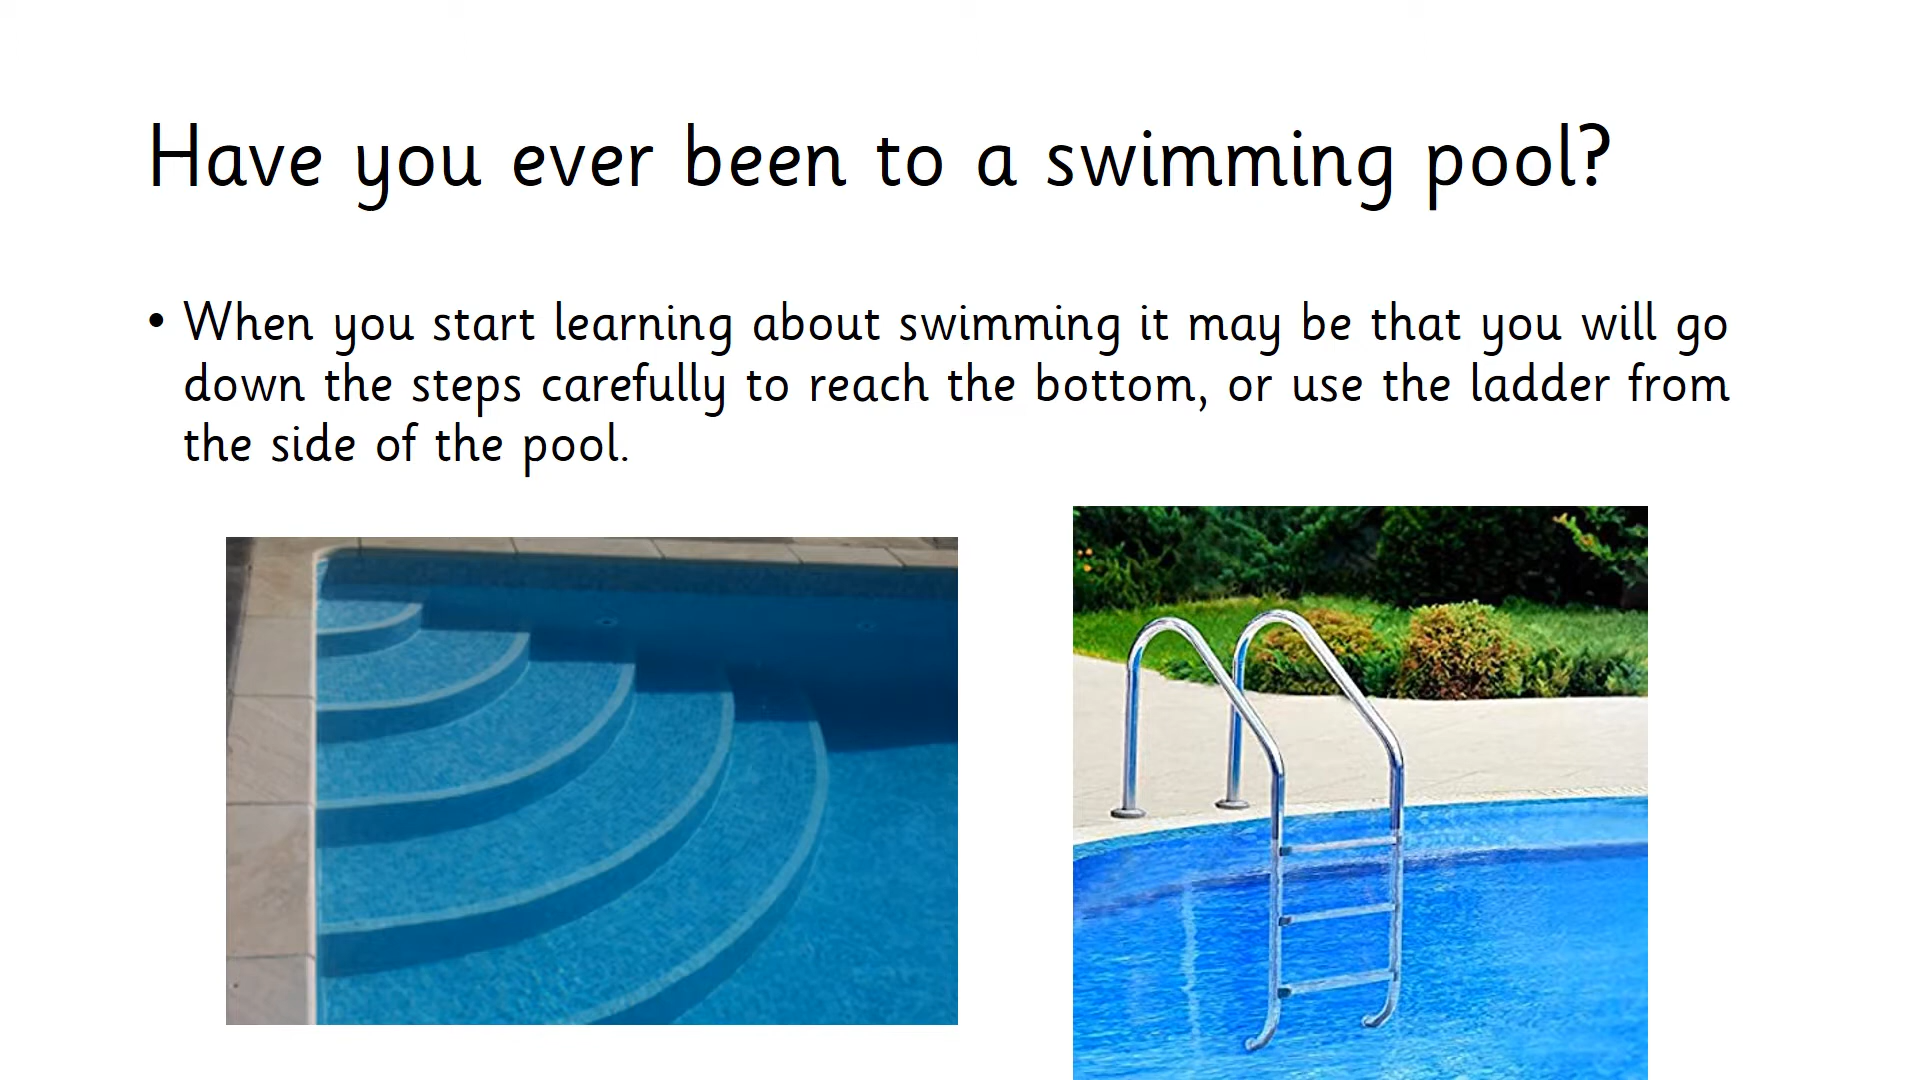 Have you ever been to a swimming pool?
• When you start learning about swimming it may be that you will go
down the steps carefully to reach the bottom, or use the ladder from
the side of the pool.